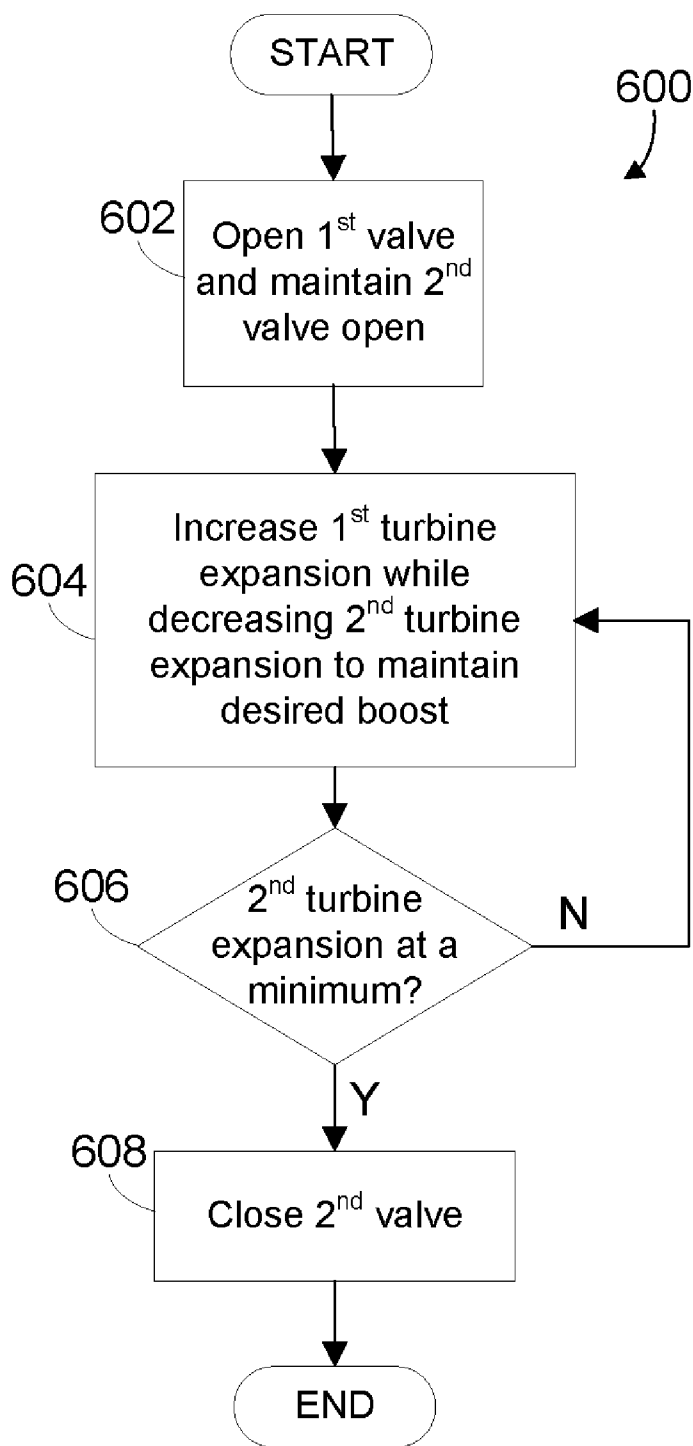 START
600
602
Open 1st valve
and maintain 2nd
valve open
604
Increase 1st turbine
expansion while
decreasing 2nd turbine
expansion to maintain
desired boost
606
2nd turbine
expansion at a
minimum?
N
Y
608
Close 2nd valve
END